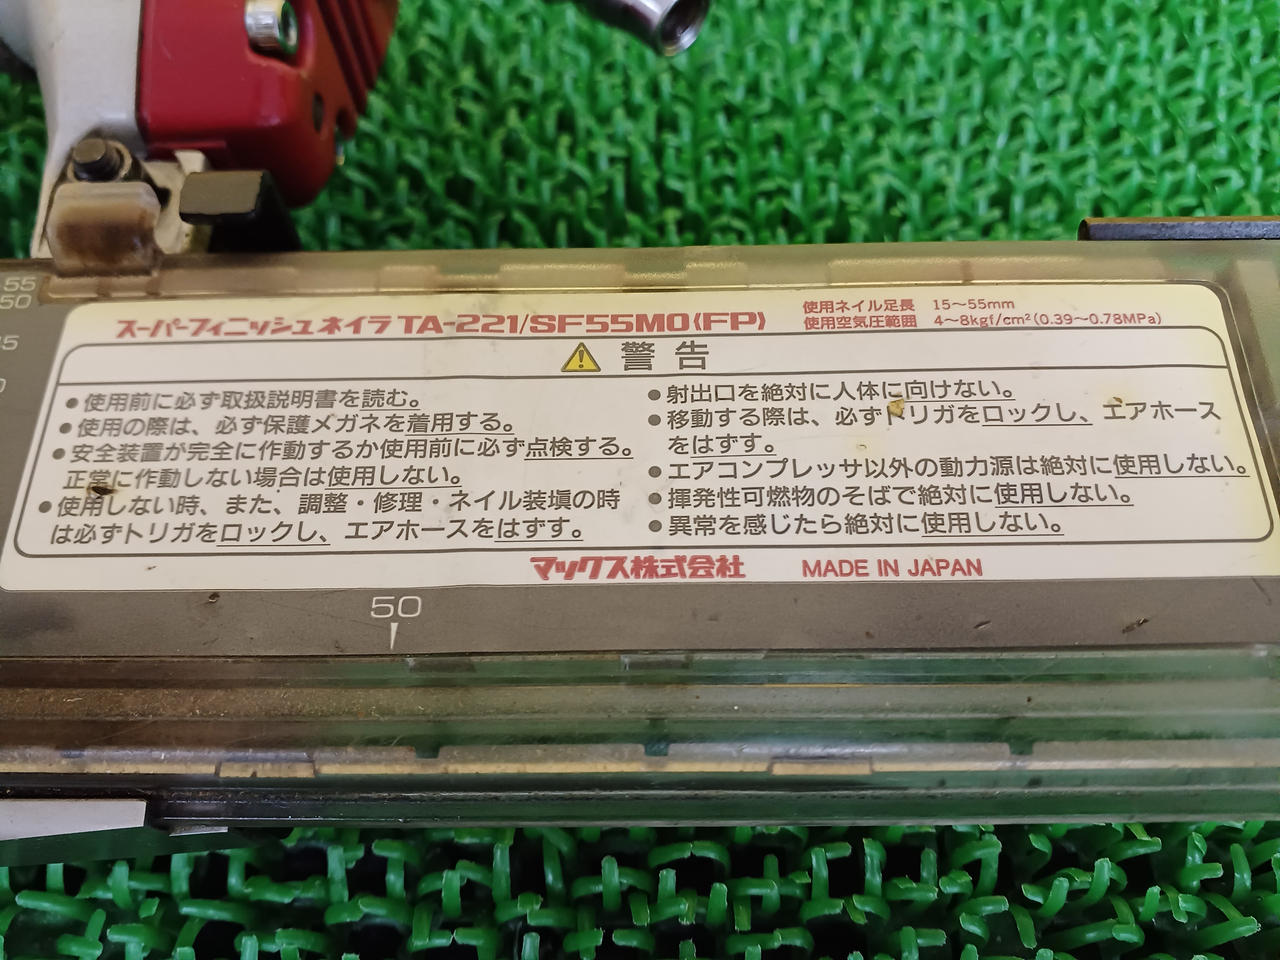 スーパーフィニッシュネイラ TA-221/SF55MO(FP)
使用ネイル足長 15～55mm
使用空気圧範囲 4～8kgf/cm²(0.39～0.78MPa)
警告
●使用前に必ず取扱説明書を読む。
●使用の際は、必ず保護メガネを着用する。
●安全装置が完全に作動するか使用前に必ず点検する。
正常に作動しない場合は使用しない。
●使用しない時、また、調整・修理・ネイル装塡の時
は必ずトリガをロックし、エアホースをはずす。
●射出口を絶対に人体に向けない。
●移動する際は、必ずトリガをロックし、エアホース
をはずす。
●エアコンプレッサ以外の動力源は絶対に使用しない。
●揮発性可燃物のそばで絶対に使用しない。
●異常を感じたら絶対に使用しない。
マックス株式会社 MADE IN JAPAN
55
50
50